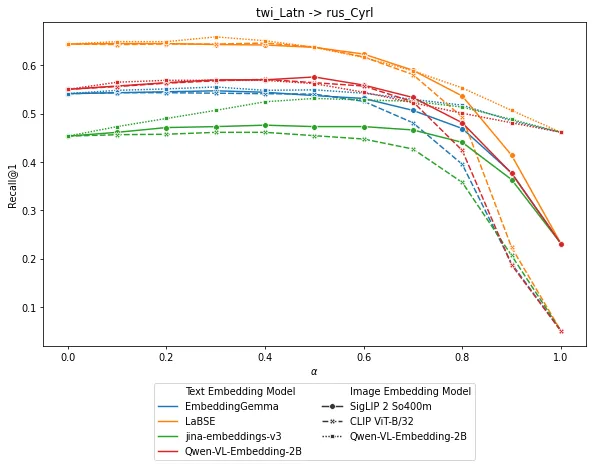 twi_Latn -> rus_Cyrl
Recall@1
0.6
0.5
0.4
0.3
0.2
0.1
0.0 0.2 0.4 0.6 0.8 1.0
α
Text Embedding Model Image Embedding Model
EmbeddingGemma SigLIP 2 So400m
LaBSE CLIP ViT-B/32
jina-embeddings-v3 Qwen-VL-Embedding-2B
Qwen-VL-Embedding-2B